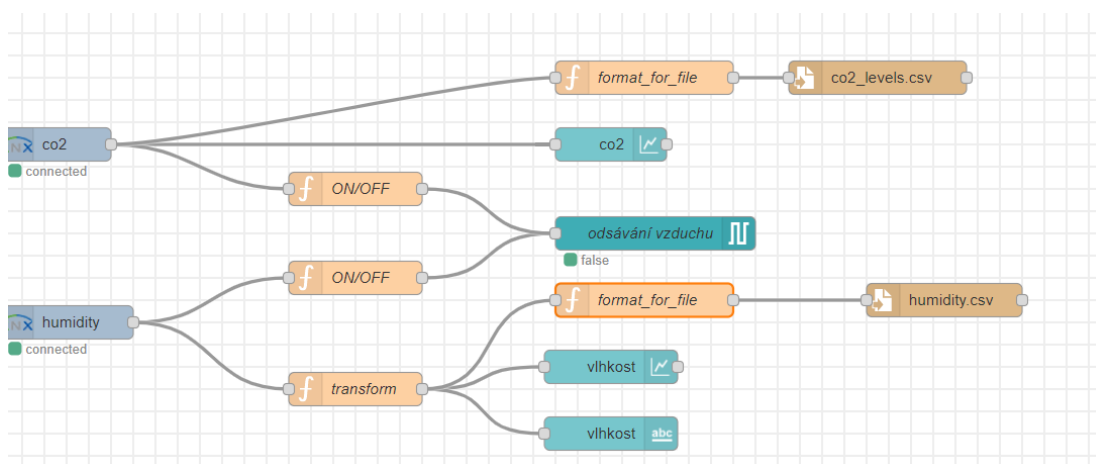 format_for_file
co2_levels.csv
co2
co2
connected
ON/OFF
odsávání vzduchu
false
ON/OFF
format_for_file
humidity.csv
humidity
connected
vlhkost
transform
vlhkost
abc